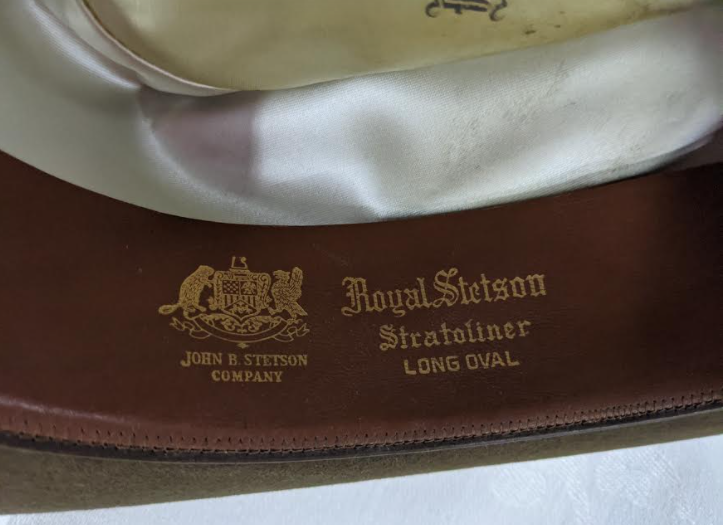 JOHN B. STETSON
COMPANY
Royal Stetson
Stratoliner
LONG OVAL